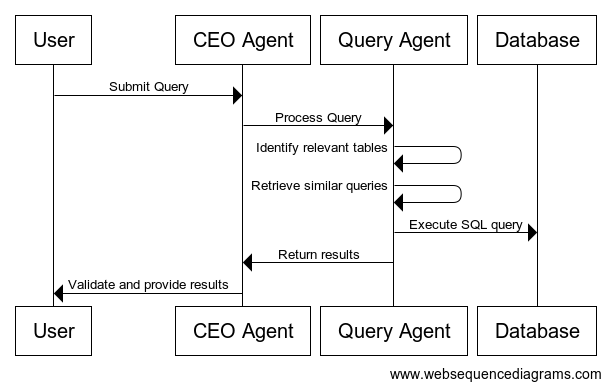 User
CEO Agent
Query Agent
Database
Submit Query
Process Query
Identify relevant tables
Retrieve similar queries
Execute SQL query
Return results
Validate and provide results
User
CEO Agent
Query Agent
Database
www.websequencediagrams.com